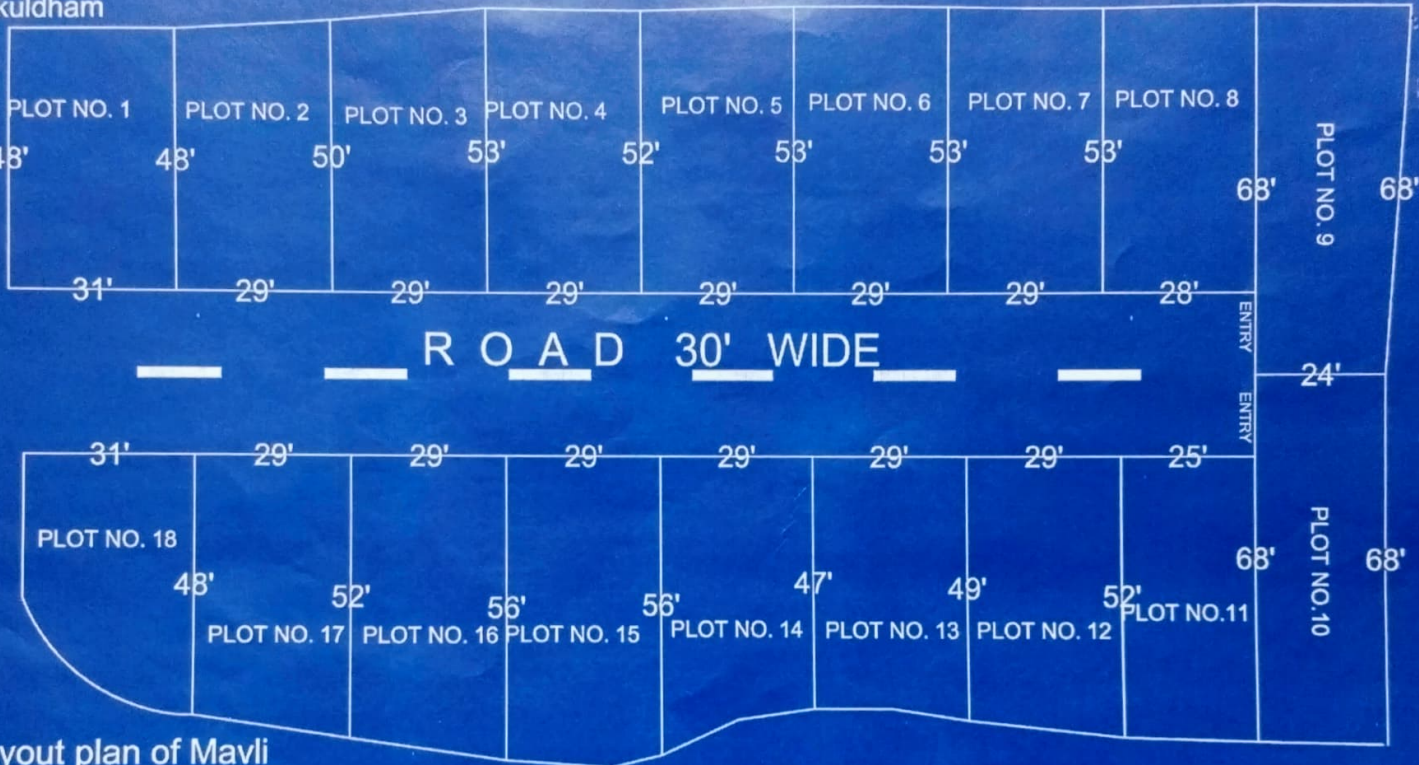 kuldham
PLOT NO. 1 PLOT NO. 2 PLOT NO. 3 PLOT NO. 4 PLOT NO. 5 PLOT NO. 6 PLOT NO. 7 PLOT NO. 8
48' 48' 50' 53' 52' 53' 53' 53'
68' PLOT NO. 9 68'
31' 29' 29' 29' 29' 29' 29' 28'
ENTRY
ROAD 30' WIDE
24'
ENTRY
31' 29' 29' 29' 29' 29' 29' 25'
PLOT NO. 18
48' 52' 56' 56' 47' 49' 52'
68' PLOT NO.10 68'
PLOT NO. 17 PLOT NO. 16 PLOT NO. 15 PLOT NO. 14 PLOT NO. 13 PLOT NO. 12 PLOT NO.11
yout plan of Mavli